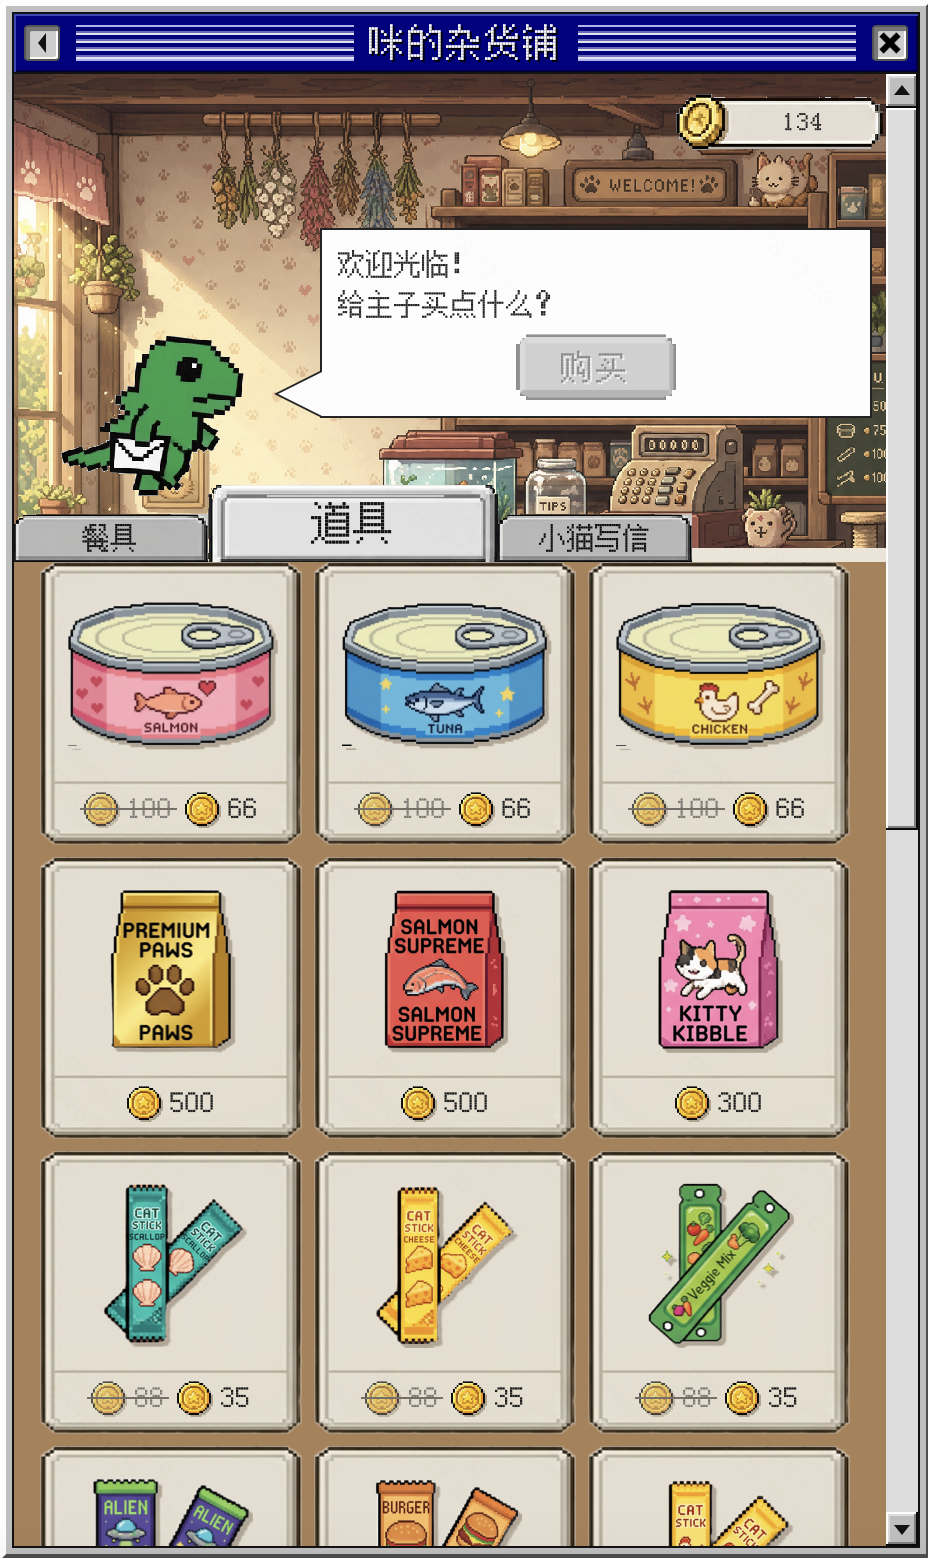 咪的杂货铺
134
WELCOME!
欢迎光临!
给主子买点什么?
购买
TIPS
餐具
道具
小猫写信
SALMON
TUNA
CHICKEN
100 66
100 66
100 66
PREMIUM
PAWS
PAWS
SALMON
SUPREME
SALMON
SUPREME
KITTY
KIBBLE
500
500
300
CAT
STICK
SCALLOP
CAT
STICK
SCALLOP
CAT
STICK
CHEESE
CAT
STICK
CHEESE
Veggie Mix
88 35
88 35
88 35
ALIEN
ALIEN
BURGER
CAT
STICK
CAT
STICK